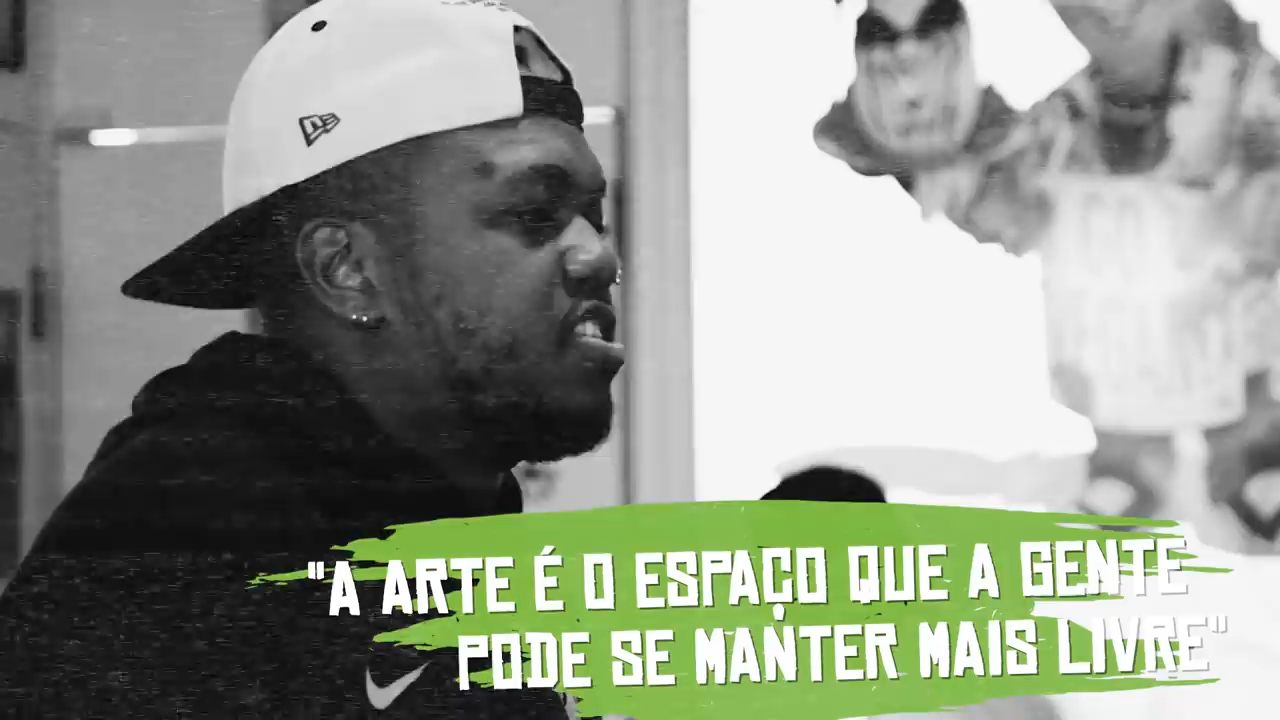 "A ARTE É O ESPAÇO QUE A GENTE
PODE SE MANTER MAIS LIVRE"